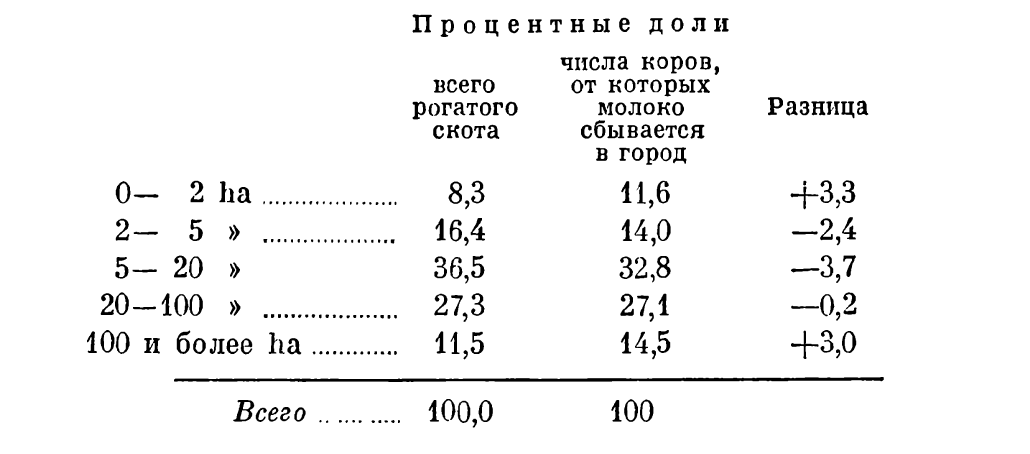 Процентные доли
всего рогатого скота
числа коров, от которых молоко сбывается в город
Разница
0— 2 ha .................... 8,3 11,6 +3,3
2— 5 » .................... 16,4 14,0 —2,4
5— 20 » 36,5 32,8 —3,7
20—100 » .................... 27,3 27,1 —0,2
100 и более ha ............. 11,5 14,5 +3,0
Всего ............ 100,0 100